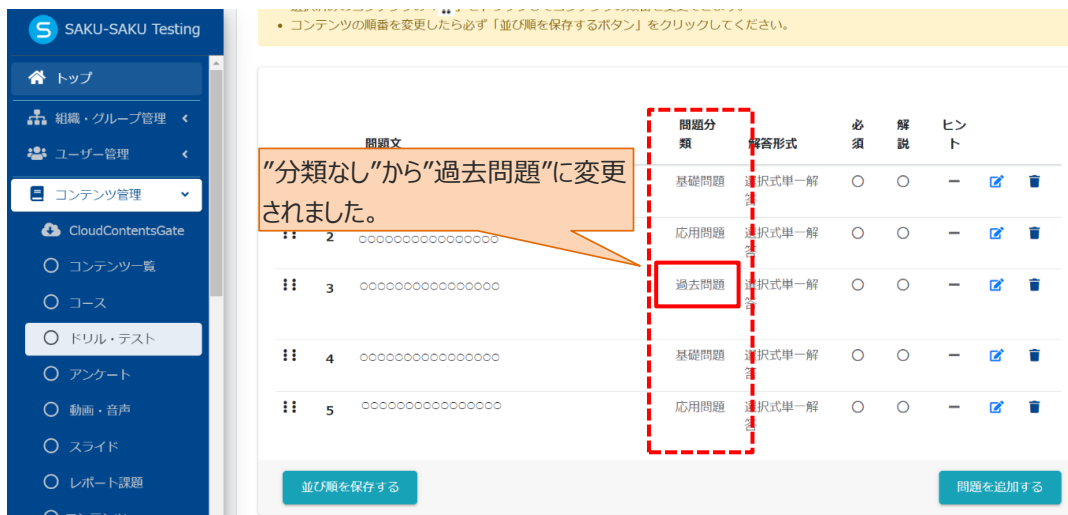 SAKU-SAKU Testing
トップ
組織・グループ管理
ユーザー管理
コンテンツ管理
CloudContentsGate
コンテンツ一覧
コース
ドリル・テスト
アンケート
動画・音声
スライド
レポート課題
• コンテンツの順番を変更したら必ず「並び順を保存するボタン」をクリックしてください。
問題文 問題分類 解答形式 必須 解説 ヒント
”分類なし”から”過去問題”に変更
されました。
基礎問題 選択式単一解答 ○ ○ ー
2 ○○○○○○○○○○○○○○○○ 応用問題 選択式単一解答 ○ ○ ー
3 ○○○○○○○○○○○○○○○○ 過去問題 選択式単一解答 ○ ○ ー
4 ○○○○○○○○○○○○○○○○ 基礎問題 選択式単一解答 ○ ○ ー
5 ○○○○○○○○○○○○○○○○ 応用問題 選択式単一解答 ○ ○ ー
並び順を保存する
問題を追加する